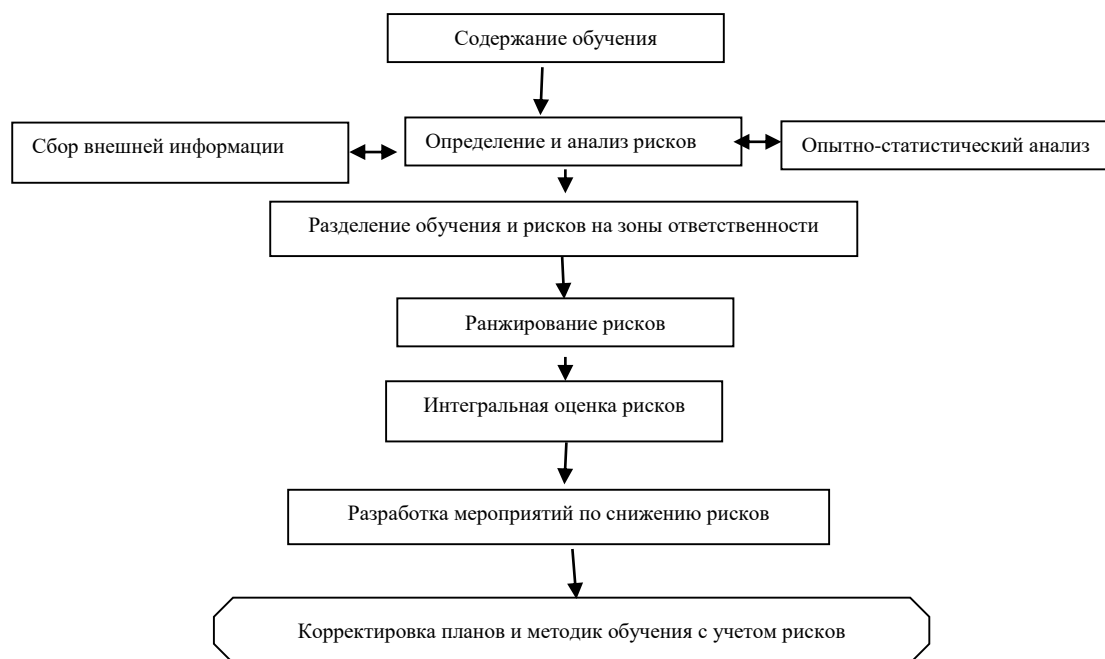 Содержание обучения
Сбор внешней информации
Определение и анализ рисков
Опытно-статистический анализ
Разделение обучения и рисков на зоны ответственности
Ранжирование рисков
Интегральная оценка рисков
Разработка мероприятий по снижению рисков
Корректировка планов и методик обучения с учетом рисков